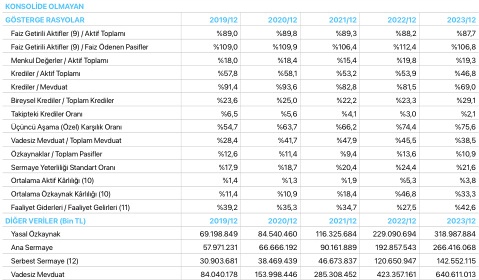 KONSOLİDE OLMAYAN
GÖSTERGE RASYOLAR 2019/12 2020/12 2021/12 2022/12 2023/12
Faiz Getirili Aktifler (9) / Aktif Toplamı %89,0 %89,8 %89,3 %88,2 %87,7
Faiz Getirili Aktifler (9) / Faiz Ödenen Pasifler %109,0 %109,9 %106,4 %112,4 %106,8
Menkul Değerler / Aktif Toplamı %18,0 %18,4 %15,4 %19,8 %19,3
Krediler / Aktif Toplamı %57,8 %58,1 %53,2 %53,9 %46,8
Krediler / Mevduat %91,4 %93,6 %82,8 %81,5 %69,0
Bireysel Krediler / Toplam Krediler %23,6 %25,0 %22,2 %23,3 %29,1
Takipteki Krediler Oranı %6,5 %5,6 %4,1 %3,0 %2,1
Üçüncü Aşama (Özel) Karşılık Oranı %54,7 %63,7 %66,2 %74,4 %75,6
Vadesiz Mevduat / Toplam Mevduat %28,4 %41,7 %47,9 %45,5 %38,5
Özkaynaklar / Toplam Pasifler %12,6 %11,4 %9,4 %13,6 %10,9
Sermaye Yeterliliği Standart Oranı %17,9 %18,7 %20,4 %24,4 %21,6
Ortalama Aktif Kârlılığı (10) %1,4 %1,3 %1,9 %5,3 %3,8
Ortalama Özkaynak Kârlılığı (10) %11,4 %10,9 %18,4 %46,8 %33,3
Faaliyet Giderleri / Faaliyet Gelirleri (11) %39,2 %35,3 %34,7 %27,5 %42,6
DİĞER VERİLER (Bin TL) 2019/12 2020/12 2021/12 2022/12 2023/12
Yasal Özkaynak 69.198.849 84.540.460 116.325.684 229.090.694 318.987.884
Ana Sermaye 57.971.231 66.666.192 90.161.889 192.857.543 266.416.068
Serbest Sermaye (12) 30.903.681 38.469.439 46.673.837 120.650.947 142.552.115
Vadesiz Mevduat 84.040.178 153.998.446 285.308.452 423.357.161 640.611.013